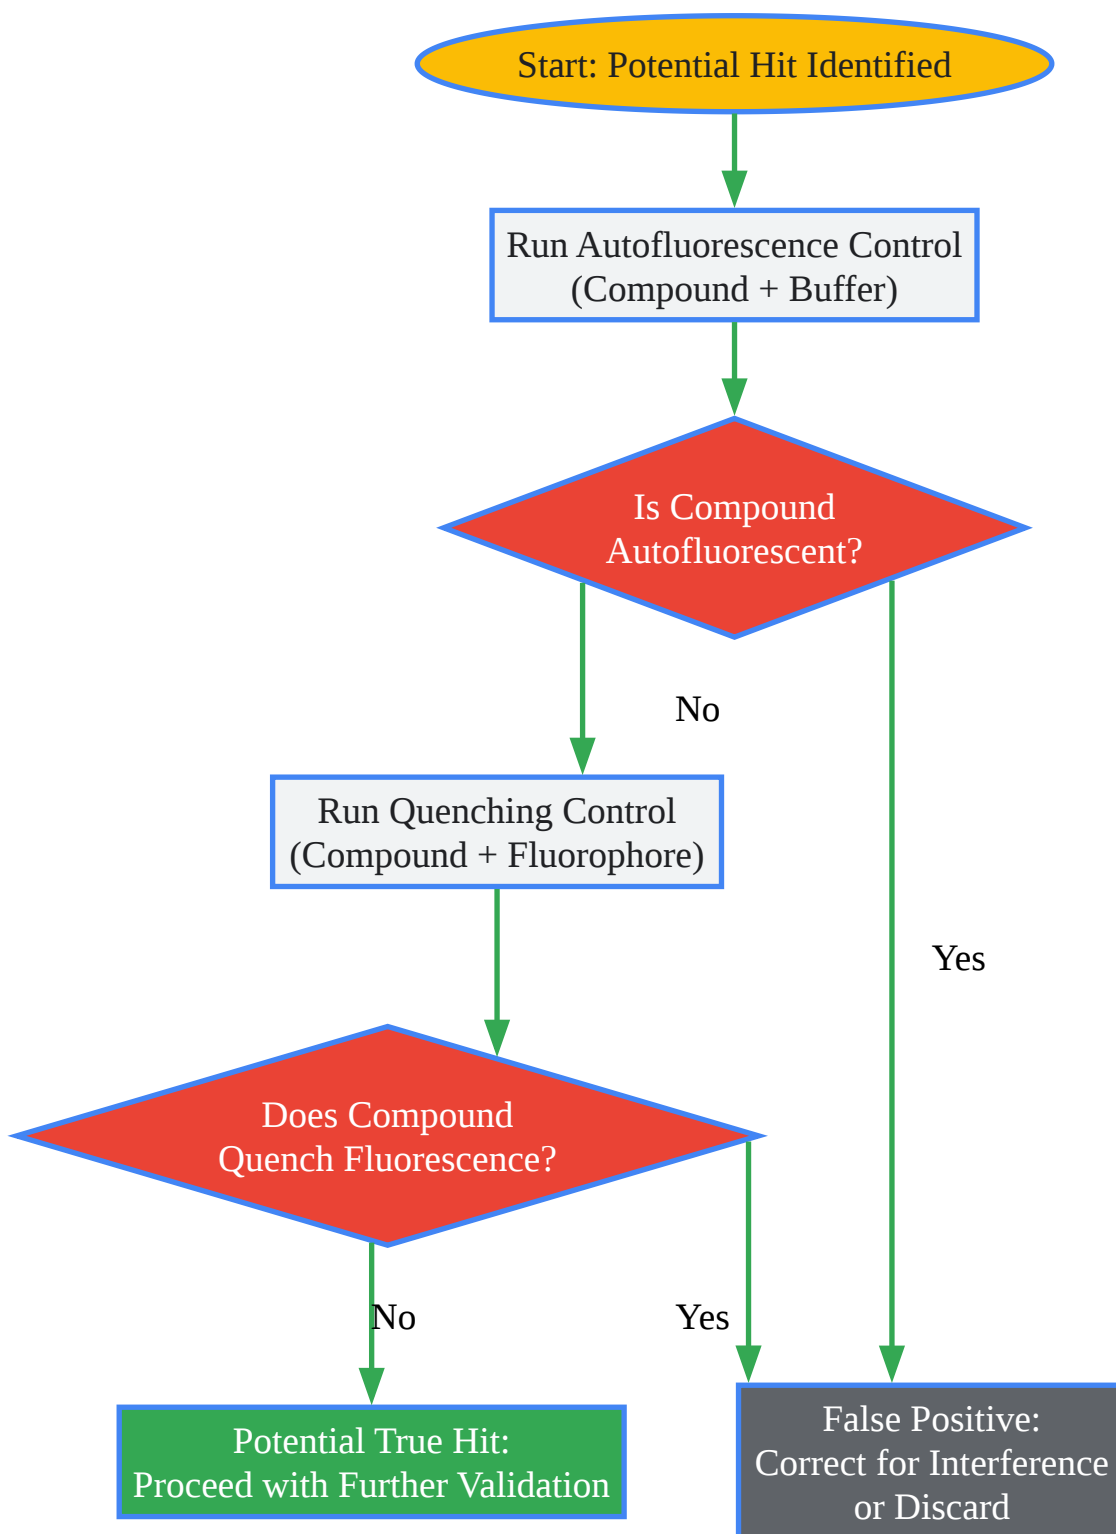 Start: Potential Hit Identified
Run Autofluorescence Control
(Compound + Buffer)
Is Compound
Autofluorescent?
No
Run Quenching Control
(Compound + Fluorophore)
Yes
Does Compound
Quench Fluorescence?
No
Yes
Potential True Hit:
Proceed with Further Validation
False Positive:
Correct for Interference
or Discard